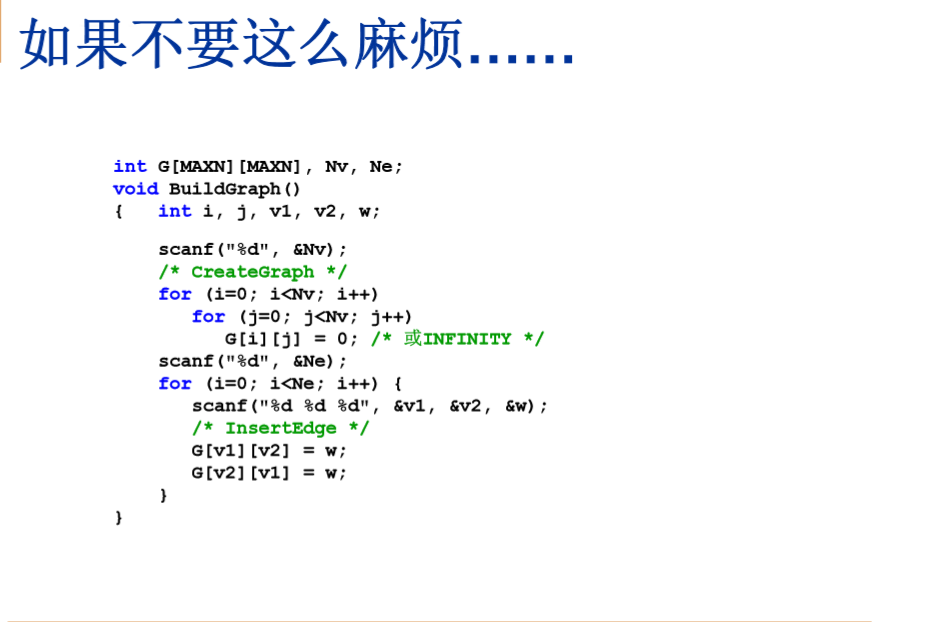 如果不要这么麻烦......
int G[MAXN][MAXN], Nv, Ne;
void BuildGraph()
{   int i, j, v1, v2, w;
    scanf("%d", &Nv);
    /* CreateGraph */
    for (i=0; i<Nv; i++)
       for (j=0; j<Nv; j++)
          G[i][j] = 0; /* 或INFINITY */
    scanf("%d", &Ne);
    for (i=0; i<Ne; i++) {
       scanf("%d %d %d", &v1, &v2, &w);
       /* InsertEdge */
       G[v1][v2] = w;
       G[v2][v1] = w;
    }
}